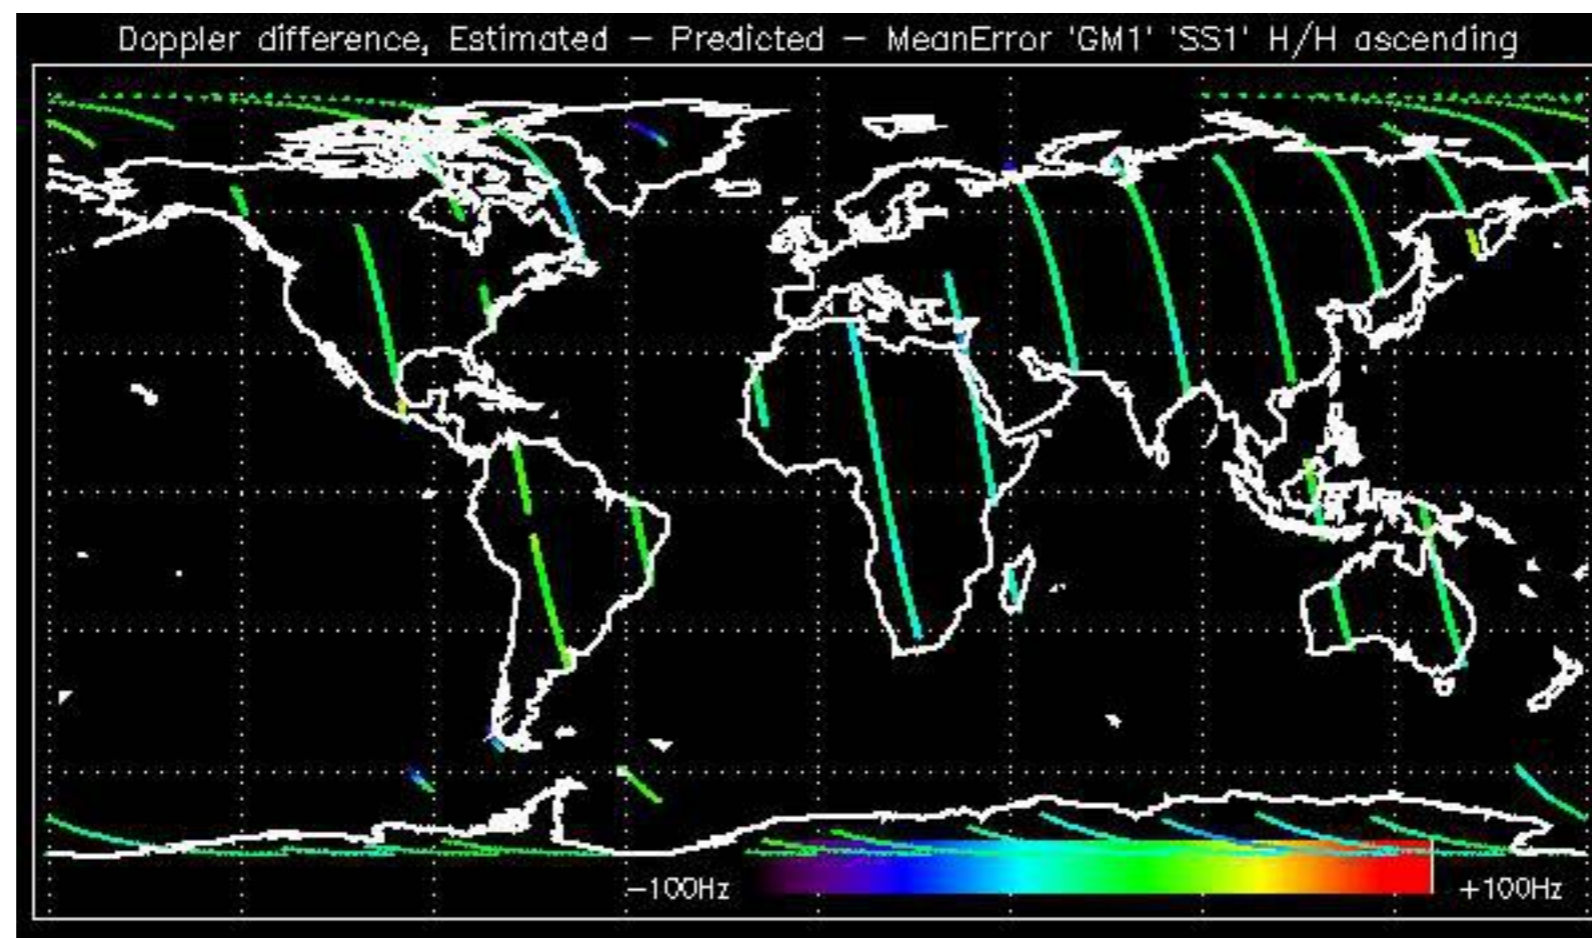 Doppler difference, Estimated – Predicted – MeanError 'GM1' 'SS1' H/H ascending
−100Hz
+100Hz